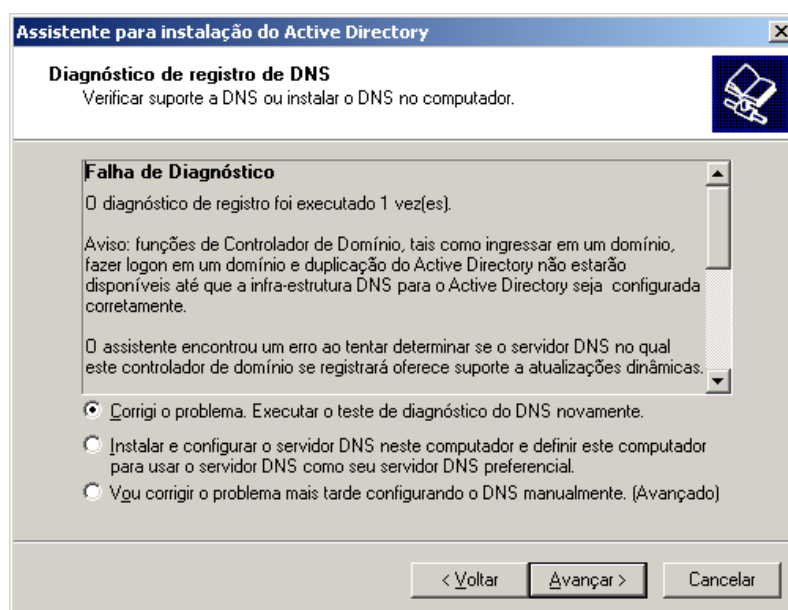 Assistente para instalação do Active Directory
Diagnóstico de registro de DNS
Verificar suporte a DNS ou instalar o DNS no computador.
Falha de Diagnóstico
O diagnóstico de registro foi executado 1 vez(es).
Aviso: funções de Controlador de Domínio, tais como ingressar em um domínio,
fazer logon em um domínio e duplicação do Active Directory não estarão
disponíveis até que a infra-estrutura DNS para o Active Directory seja configurada
corretamente.
O assistente encontrou um erro ao tentar determinar se o servidor DNS no qual
este controlador de domínio se registrará oferece suporte a atualizações dinâmicas.
Corrigi o problema. Executar o teste de diagnóstico do DNS novamente.
Instalar e configurar o servidor DNS neste computador e definir este computador
para usar o servidor DNS como seu servidor DNS preferencial.
Vou corrigir o problema mais tarde configurando o DNS manualmente. (Avançado)
< Voltar
Avançar >
Cancelar